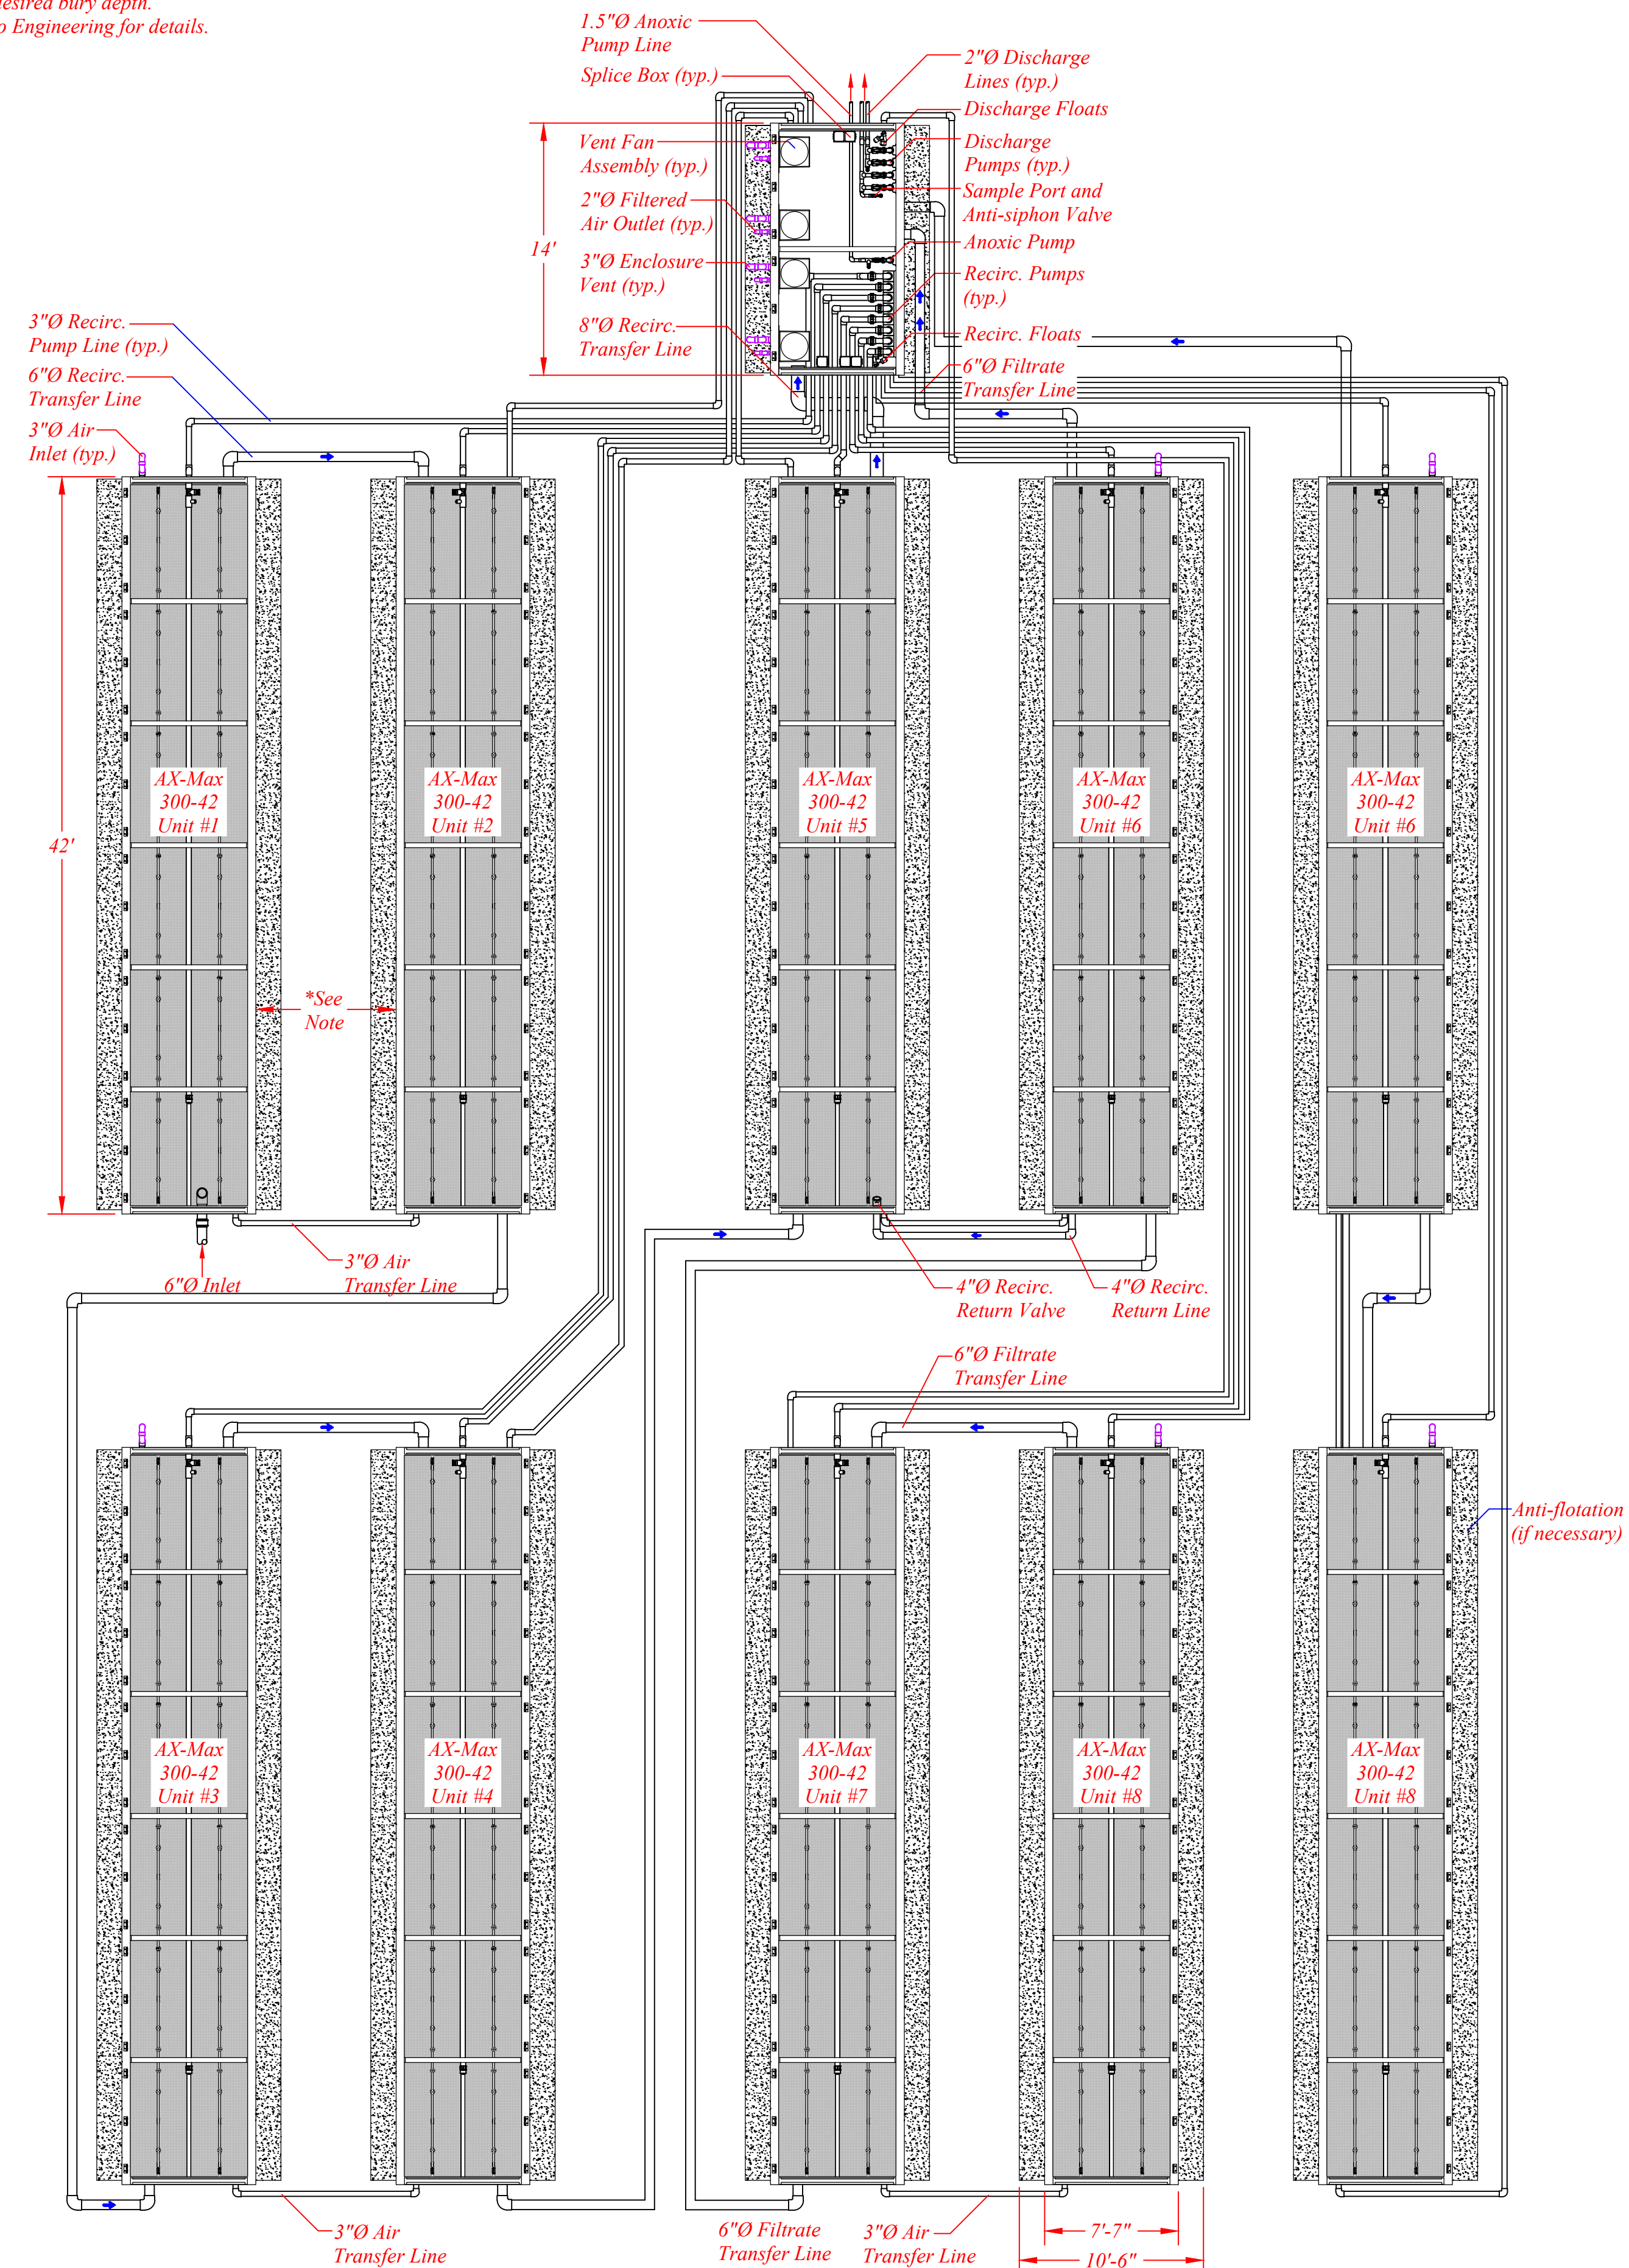 desired bury depth.
o Engineering for details.
1.5"Ø Anoxic
Pump Line
Splice Box (typ.)
2"Ø Discharge
Lines (typ.)
Discharge Floats
Vent Fan
Assembly (typ.)
Discharge
Pumps (typ.)
2"Ø Filtered
Air Outlet (typ.)
Sample Port and
Anti-siphon Valve
14'
3"Ø Enclosure
Vent (typ.)
Anoxic Pump
Recirc. Pumps
(typ.)
8"Ø Recirc.
Transfer Line
Recirc. Floats
3"Ø Recirc.
Pump Line (typ.)
6"Ø Recirc.
Transfer Line
6"Ø Filtrate
Transfer Line
3"Ø Air
Inlet (typ.)
42'
AX-Max
300-42
Unit #1
AX-Max
300-42
Unit #2
AX-Max
300-42
Unit #5
AX-Max
300-42
Unit #6
AX-Max
300-42
Unit #6
*See
Note
6"Ø Inlet
3"Ø Air
Transfer Line
4"Ø Recirc.
Return Valve
4"Ø Recirc.
Return Line
6"Ø Filtrate
Transfer Line
Anti-flotation
(if necessary)
AX-Max
300-42
Unit #3
AX-Max
300-42
Unit #4
AX-Max
300-42
Unit #7
AX-Max
300-42
Unit #8
AX-Max
300-42
Unit #8
3"Ø Air
Transfer Line
6"Ø Filtrate
Transfer Line
3"Ø Air
Transfer Line
7'-7"
10'-6"